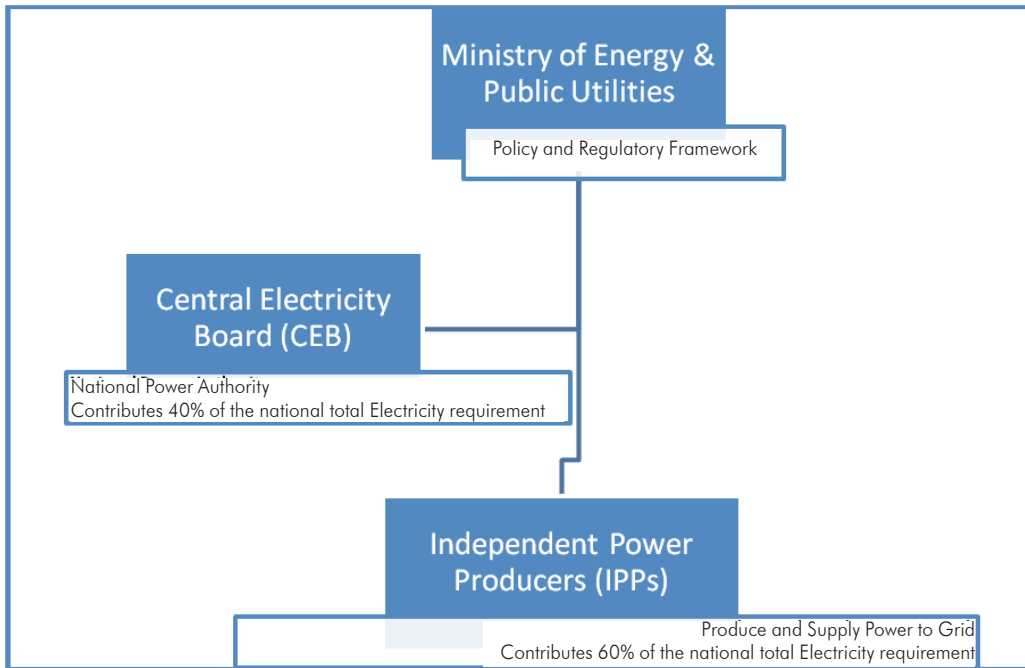 Ministry of Energy &
Public Utilities
Policy and Regulatory Framework
Central Electricity
Board (CEB)
National Power Authority
Contributes 40% of the national total Electricity requirement
Independent Power
Producers (IPPs)
Produce and Supply Power to Grid
Contributes 60% of the national total Electricity requirement